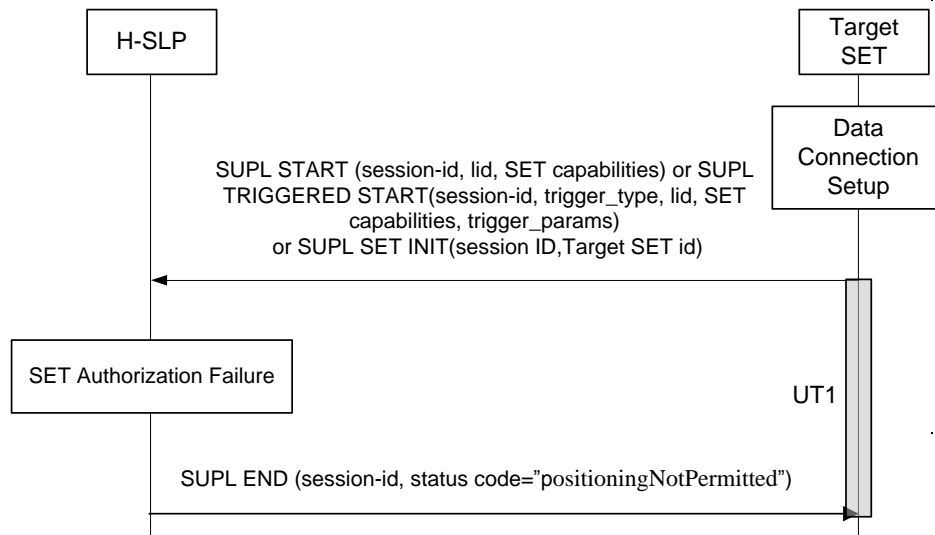 H-SLP
Target
SET
Data
Connection
Setup
SUPL START (session-id, lid, SET capabilities) or SUPL
TRIGGERED START(session-id, trigger_type, lid, SET
capabilities, trigger_params)
or SUPL SET INIT(session ID,Target SET id)
SET Authorization Failure
UT1
SUPL END (session-id, status code=”positioningNotPermitted”)